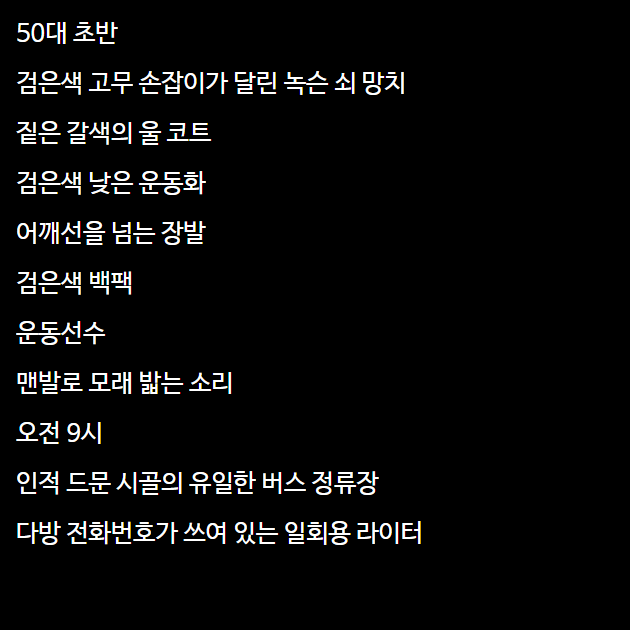 50대 초반
검은색 고무 손잡이가 달린 녹슨 쇠 망치
짙은 갈색의 울 코트
검은색 낮은 운동화
어깨선을 넘는 장발
검은색 백팩
운동선수
맨발로 모래 밟는 소리
오전 9시
인적 드문 시골의 유일한 버스 정류장
다방 전화번호가 쓰여 있는 일회용 라이터